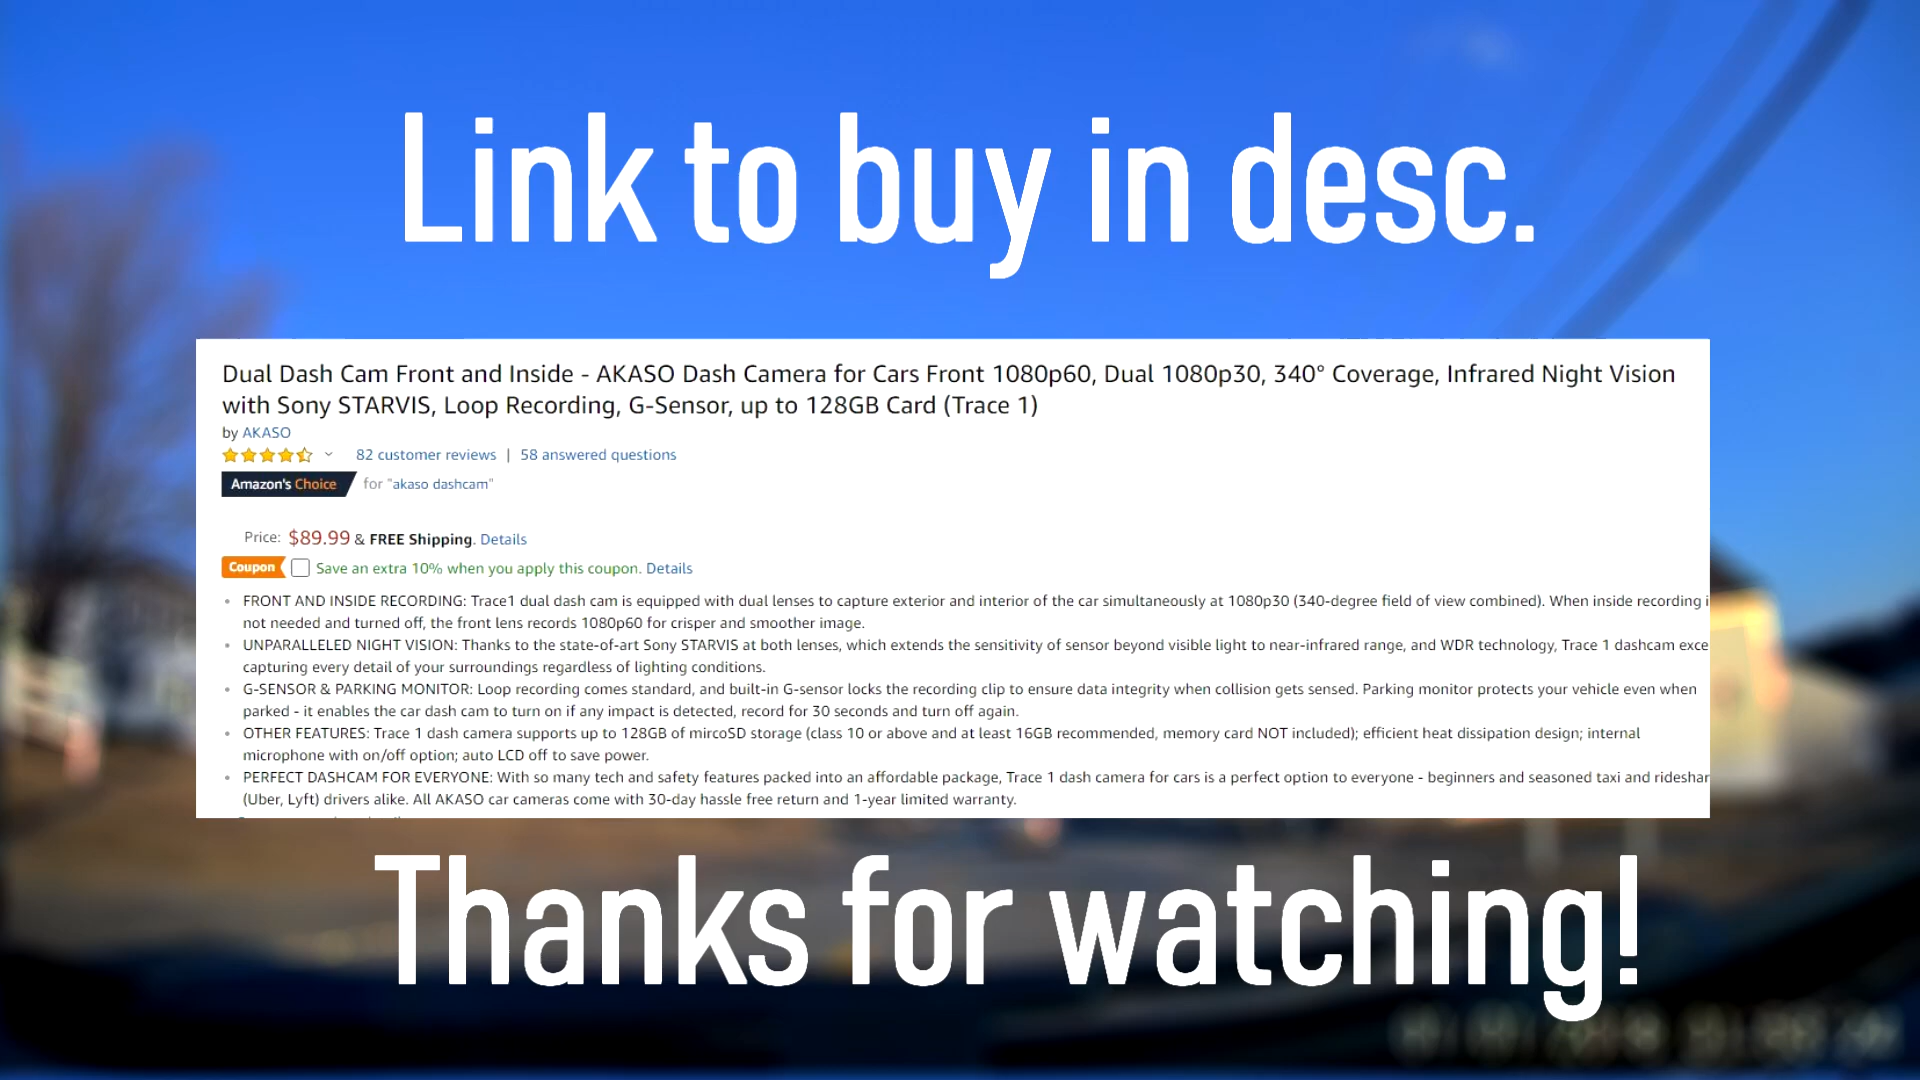 Link to buy in desc.
Dual Dash Cam Front and Inside - AKASO Dash Camera for Cars Front 1080p60, Dual 1080p30, 340° Coverage, Infrared Night Vision
with Sony STARVIS, Loop Recording, G-Sensor, up to 128GB Card (Trace 1)
by AKASO
82 customer reviews | 58 answered questions
Amazon's Choice for "akaso dashcam"
Price: $89.99 & FREE Shipping. Details
Coupon Save an extra 10% when you apply this coupon. Details
• FRONT AND INSIDE RECORDING: Trace1 dual dash cam is equipped with dual lenses to capture exterior and interior of the car simultaneously at 1080p30 (340-degree field of view combined). When inside recording i
not needed and turned off, the front lens records 1080p60 for crisper and smoother image.
• UNPARALLELED NIGHT VISION: Thanks to the state-of-art Sony STARVIS at both lenses, which extends the sensitivity of sensor beyond visible light to near-infrared range, and WDR technology, Trace 1 dashcam exce
capturing every detail of your surroundings regardless of lighting conditions.
• G-SENSOR & PARKING MONITOR: Loop recording comes standard, and built-in G-sensor locks the recording clip to ensure data integrity when collision gets sensed. Parking monitor protects your vehicle even when
parked - it enables the car dash cam to turn on if any impact is detected, record for 30 seconds and turn off again.
• OTHER FEATURES: Trace 1 dash camera supports up to 128GB of mircoSD storage (class 10 or above and at least 16GB recommended, memory card NOT included); efficient heat dissipation design; internal
microphone with on/off option; auto LCD off to save power.
• PERFECT DASHCAM FOR EVERYONE: With so many tech and safety features packed into an affordable package, Trace 1 dash camera for cars is a perfect option to everyone - beginners and seasoned taxi and rideshar
(Uber, Lyft) drivers alike. All AKASO car cameras come with 30-day hassle free return and 1-year limited warranty.
Thanks for watching!